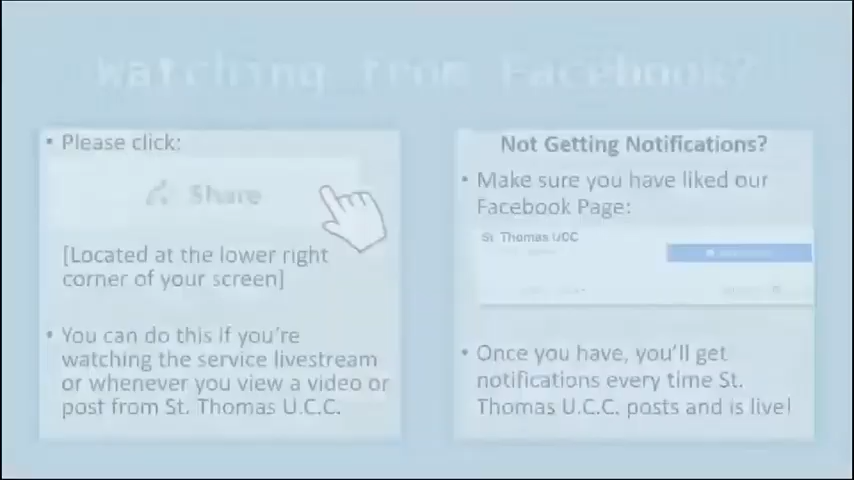 Watching from Facebook?
• Please click:
Share
[Located at the lower right
corner of your screen]
• You can do this if you're
watching the service livestream
or whenever you view a video or
post from St. Thomas U.C.C.
Not Getting Notifications?
• Make sure you have liked our
Facebook Page:
St. Thomas UCC
• Once you have, you'll get
notifications every time St.
Thomas U.C.C. posts and is live!